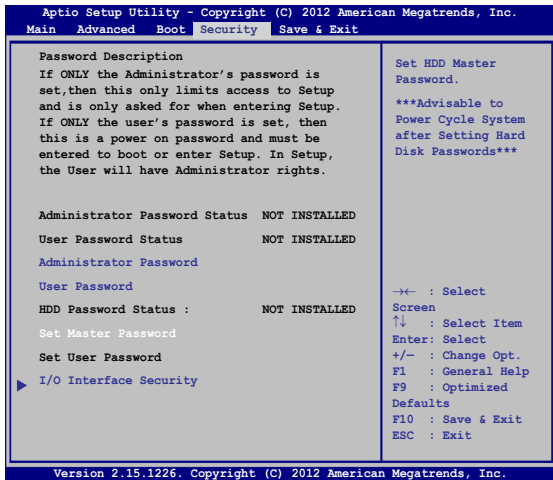 Aptio Setup Utility - Copyright (C) 2012 American Megatrends, Inc.
Main Advanced Boot Security Save & Exit
Password Description
If ONLY the Administrator's password is
set,then this only limits access to Setup
and is only asked for when entering Setup.
If ONLY the user's password is set, then
this is a power on password and must be
entered to boot or enter Setup. In Setup,
the User will have Administrator rights.
Administrator Password Status NOT INSTALLED
User Password Status NOT INSTALLED
Administrator Password
User Password
HDD Password Status : NOT INSTALLED
Set Master Password
Set User Password
I/O Interface Security
Set HDD Master
Password.
***Advisable to
Power Cycle System
after Setting Hard
Disk Passwords***
→← : Select
Screen
↑↓ : Select Item
Enter: Select
+/— : Change Opt.
F1 : General Help
F9 : Optimized
Defaults
F10 : Save & Exit
ESC : Exit
Version 2.15.1226. Copyright (C) 2012 American Megatrends, Inc.